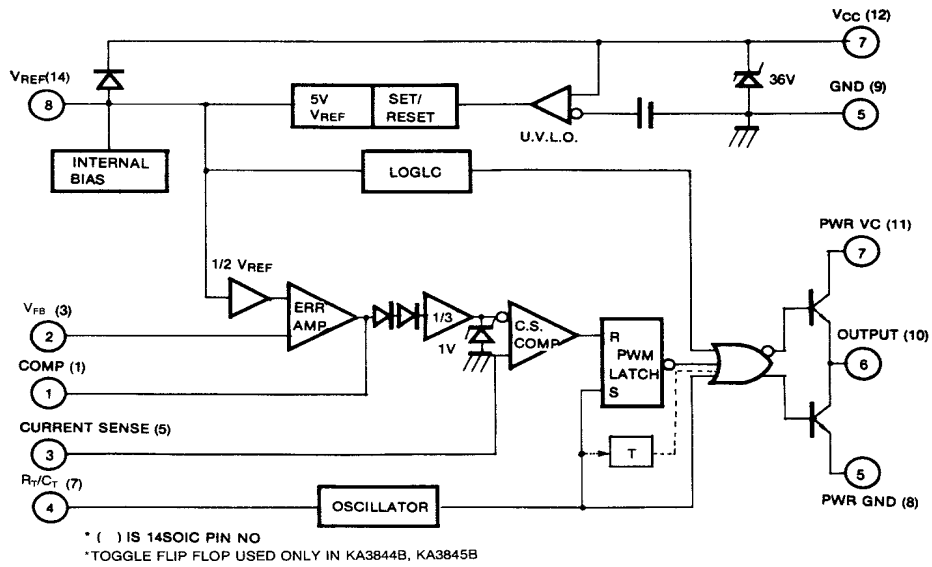 VCC (12)
7
VREF(14)
8
36V
GND (9)
5
5V
VREF
SET/
RESET
U.V.L.O.
INTERNAL
BIAS
LOGLC
PWR VC (11)
7
1/2 VREF
ERR
AMP
VFB (3)
2
1/3
1V
C.S.
COMP
R
PWM
LATCH
S
OUTPUT (10)
6
COMP (1)
1
CURRENT SENSE (5)
3
T
5
PWR GND (8)
RT/CT (7)
4
OSCILLATOR
* ( ) IS 14SOIC PIN NO
*TOGGLE FLIP FLOP USED ONLY IN KA3844B, KA3845B